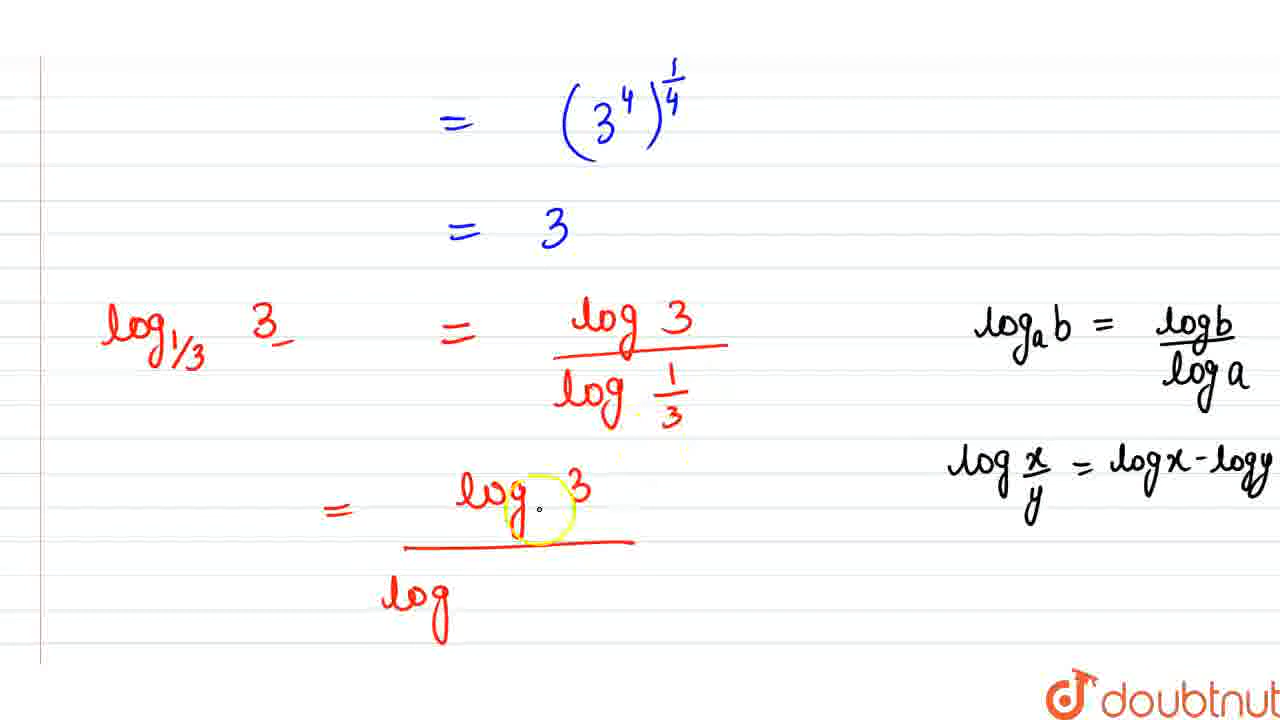 = (3^4)^{1/4}
= 3
log_{1/3} 3 = log 3 / log 1/3
log_a b = log b / log a
log x/y = log x - log y
= log 3 / log
doubtnut